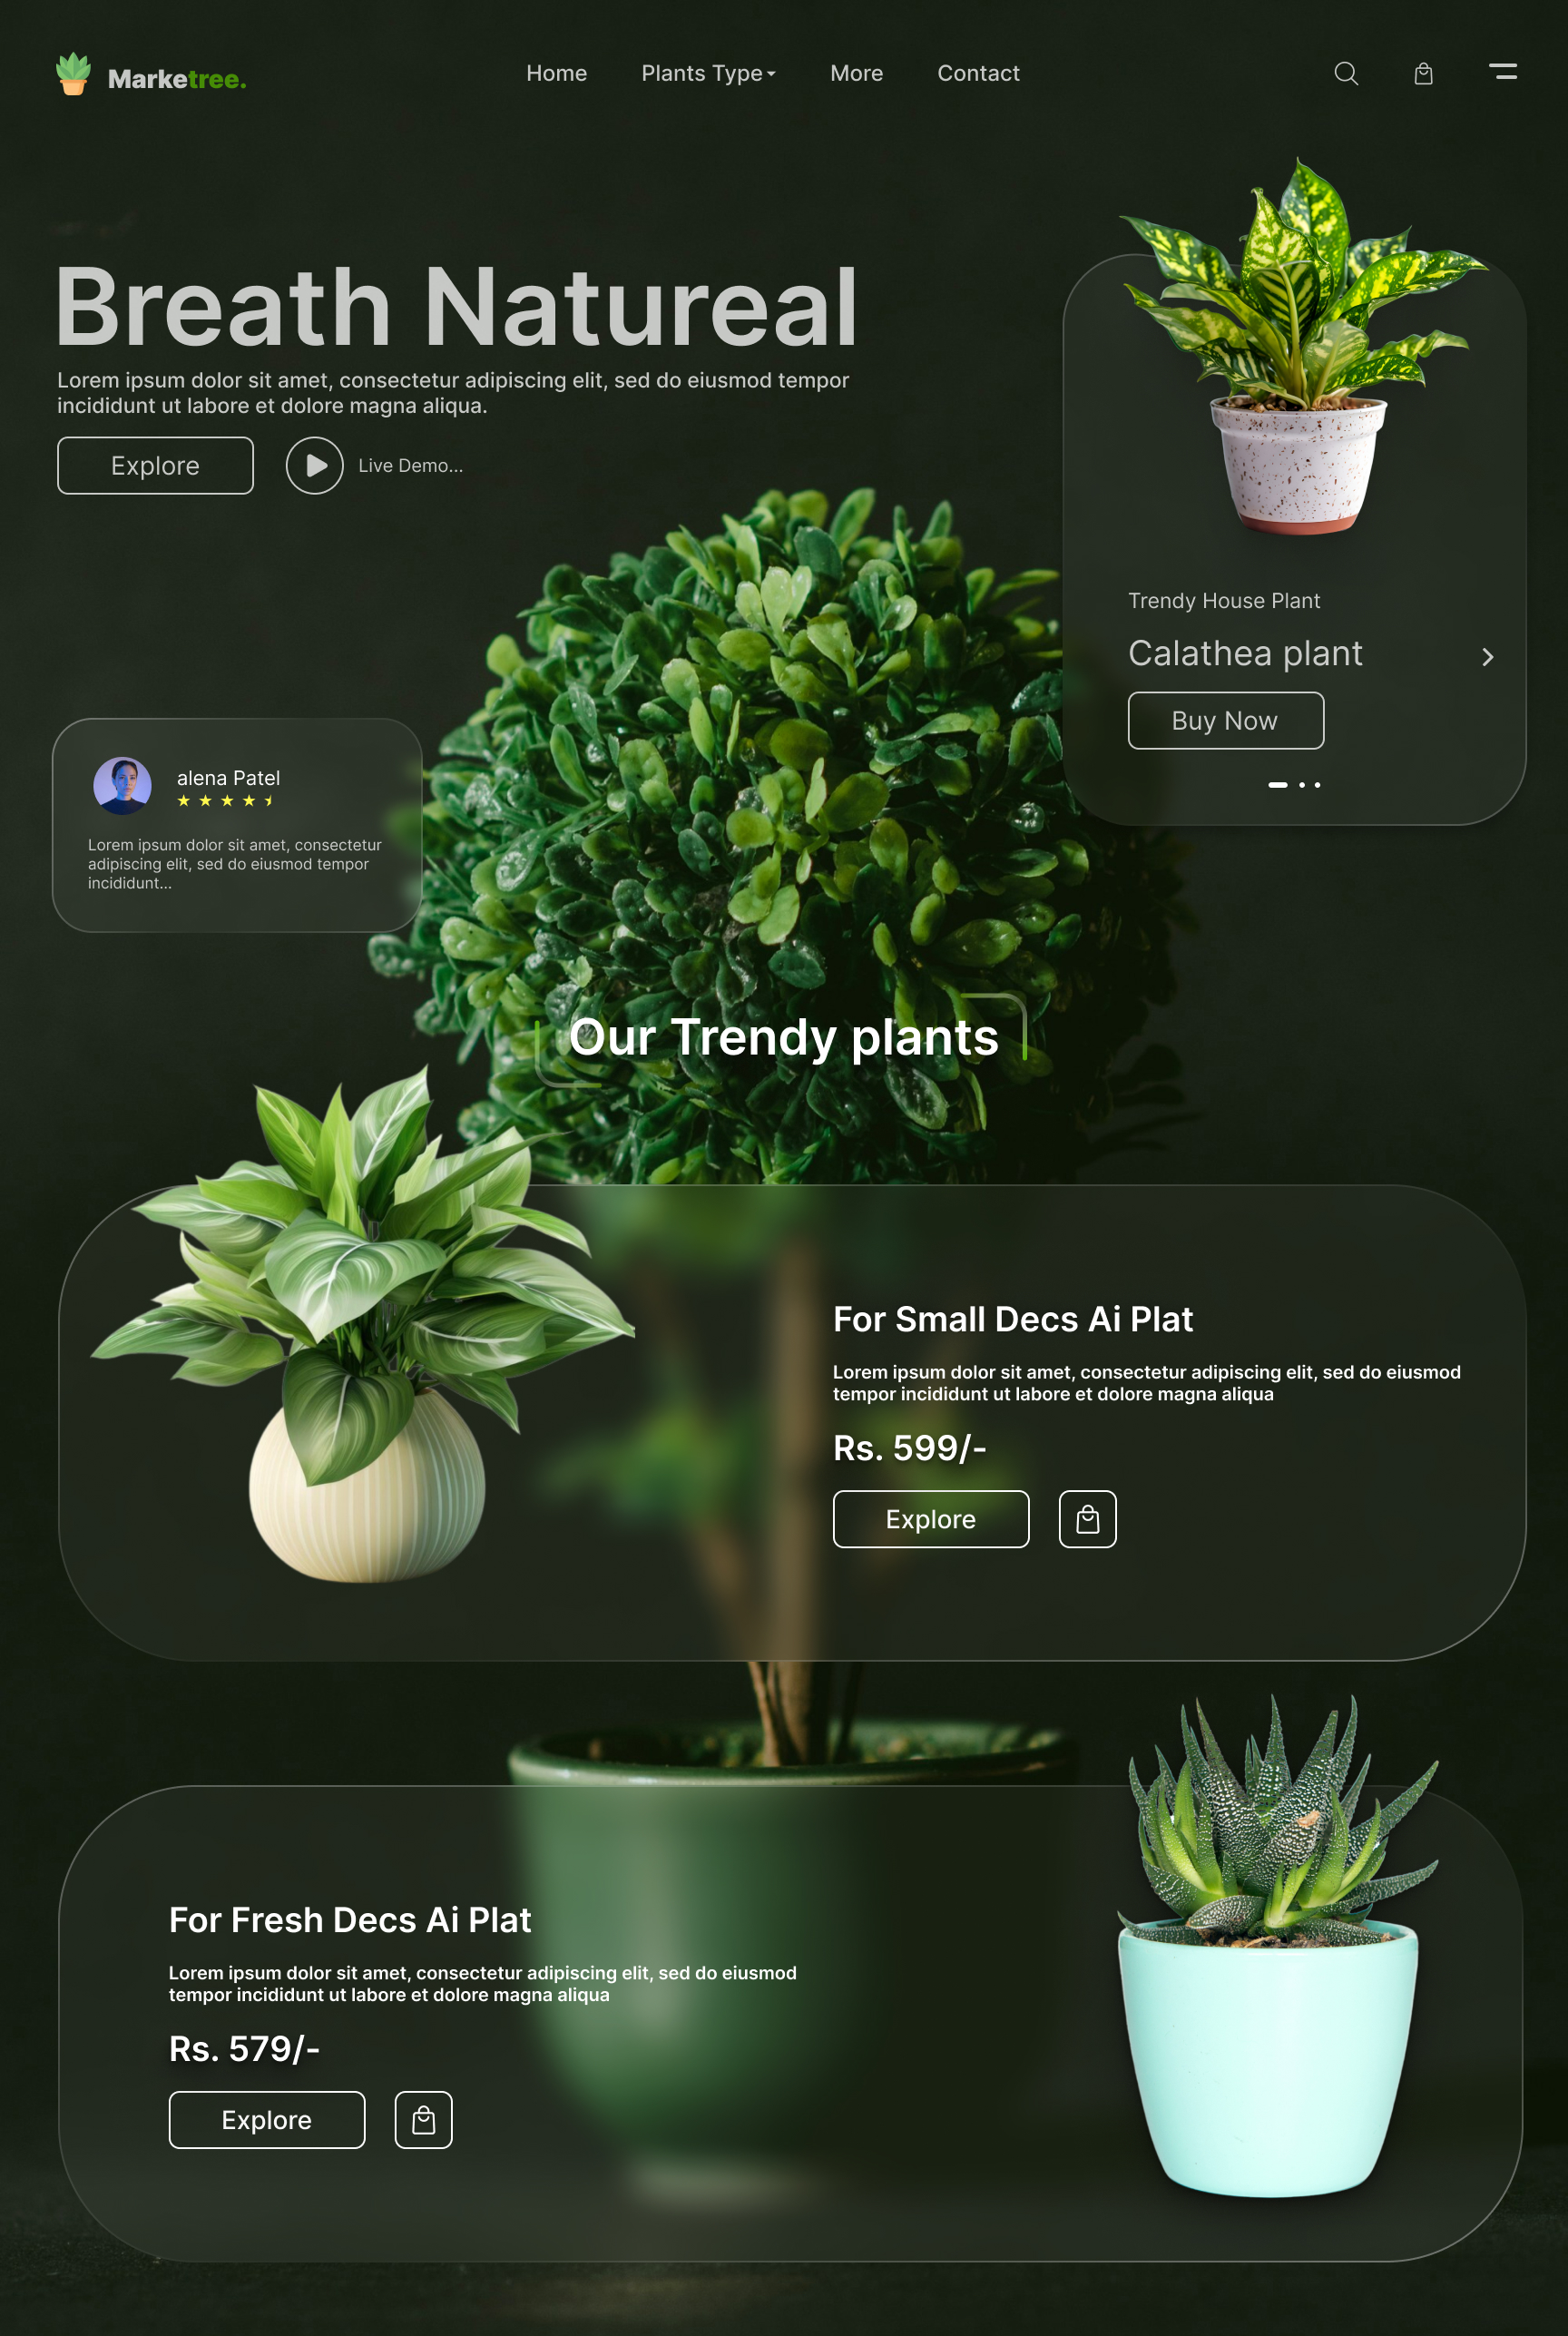 Marketree.
Home
Plants Type
More
Contact
Breath Natureal
Lorem ipsum dolor sit amet, consectetur adipiscing elit, sed do eiusmod tempor
incididunt ut labore et dolore magna aliqua.
Explore
Live Demo...
Trendy House Plant
Calathea plant
Buy Now
alena Patel
Lorem ipsum dolor sit amet, consectetur
adipiscing elit, sed do eiusmod tempor
incididunt...
Our Trendy plants
For Small Decs Ai Plat
Lorem ipsum dolor sit amet, consectetur adipiscing elit, sed do eiusmod
tempor incididunt ut labore et dolore magna aliqua
Rs. 599/-
Explore
For Fresh Decs Ai Plat
Lorem ipsum dolor sit amet, consectetur adipiscing elit, sed do eiusmod
tempor incididunt ut labore et dolore magna aliqua
Rs. 579/-
Explore